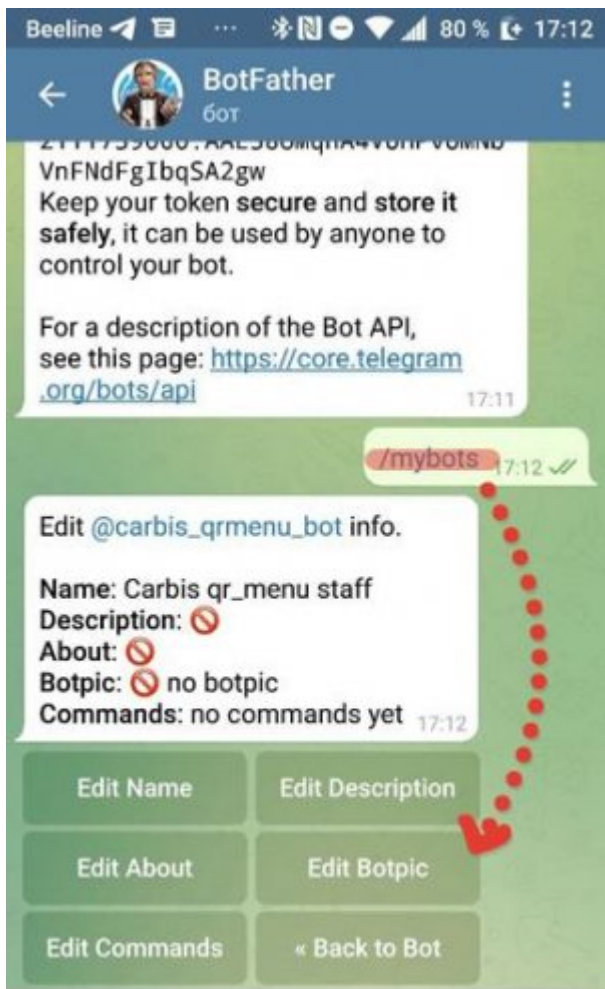 Beeline ... 80 % 17:12
BotFather
бот
VnFNdFgIbqSA2gw
Keep your token secure and store it
safely, it can be used by anyone to
control your bot.
For a description of the Bot API,
see this page: https://core.telegram
.org/bots/api
17:11
/mybots 17:12
Edit @carbis_qrmenu_bot info.
Name: Carbis qr_menu staff
Description: 🚫
About: 🚫
Botpic: 🚫 no botpic
Commands: no commands yet 17:12
Edit Name Edit Description
Edit About Edit Botpic
Edit Commands « Back to Bot